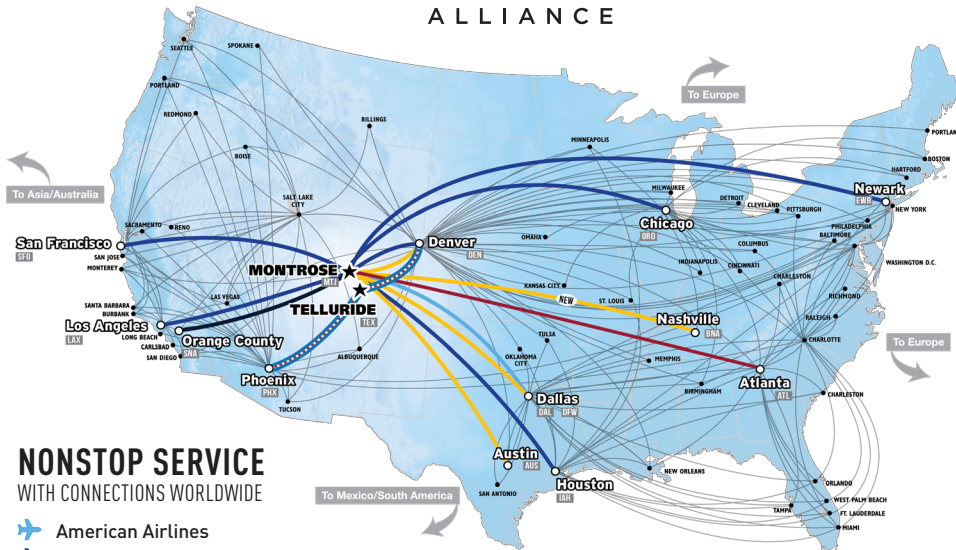 ALLIANCE
SEATTLE
SPOKANE
PORTLAND
REDMOND
BILLINGS
BOISE
MINNEAPOLIS
To Europe
PORTLAN
BOSTON
HARTFORD
To Asia/Australia
SALT LAKE
CITY
MILWAUKEE
DETROIT
CLEVELAND
PITTSBURGH
Newark
EWR
NEW YORK
SACRAMENTO
RENO
San Francisco
SFO
SAN JOSE
MONTEREY
Denver
DEN
OMAHA
Chicago
ORD
PHILADELPHIA
BALTIMORE
COLUMBUS
WASHINGTON D.C.
INDIANAPOLIS
CINCINNATI
CHARLESTON
MONTROSE
MTJ
TELLURIDE
TEX
KANSAS CITY
NEW
ST. LOUIS
RICHMOND
LAS VEGAS
SANTA BARBARA
BURBANK
Los Angeles
LAX
LONG BEACH
CARLSBAD
SAN DIEGO
Orange County
SNA
Nashville
BNA
RALEIGH
CHARLOTTE
To Europe
ALBUQUERQUE
TULSA
OKLAHOMA
CITY
MEMPHIS
Phoenix
PHX
TUCSON
BIRMINGHAM
Atlanta
ATL
CHARLESTON
Dallas
DAL
DFW
Austin
AUS
SAN ANTONIO
Houston
IAH
NEW ORLEANS
ORLANDO
WEST PALM BEACH
TAMPA
FT. LAUDERDALE
MIAMI
To Mexico/South America
NONSTOP SERVICE
WITH CONNECTIONS WORLDWIDE
American Airlines